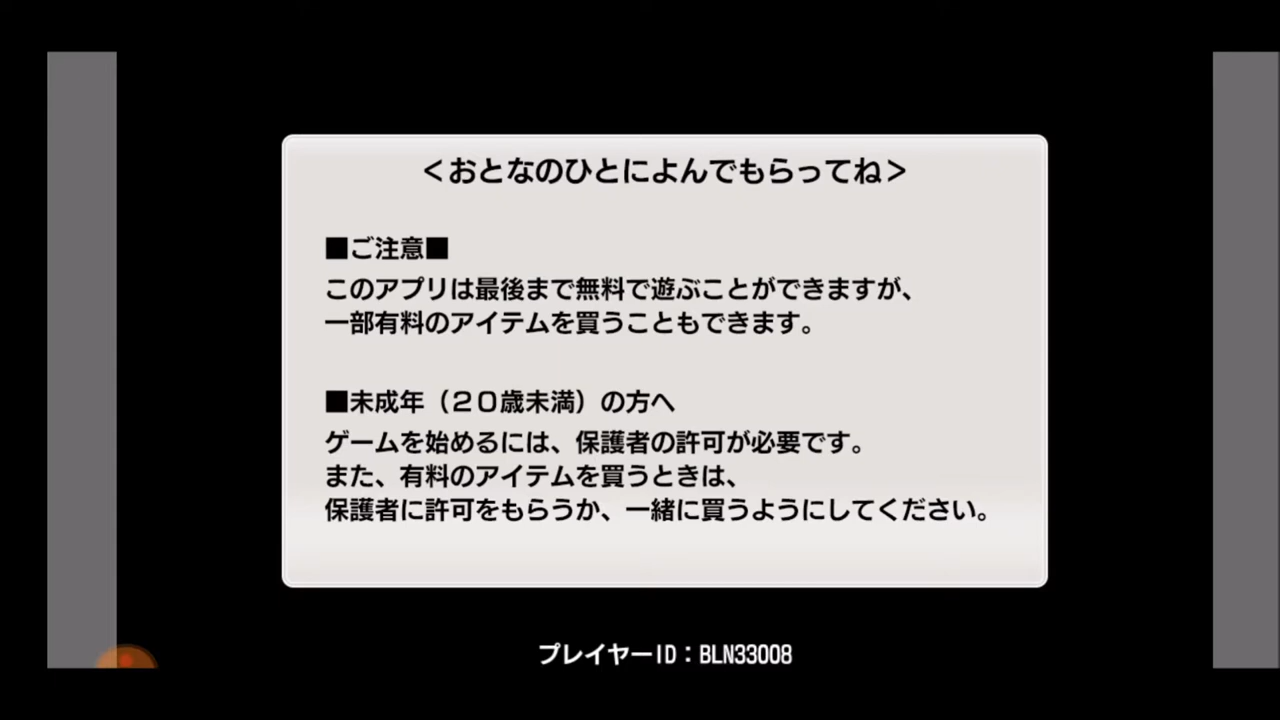 ＜おとなのひとによんでもらってね＞
■ご注意■
このアプリは最後まで無料で遊ぶことができますが、
一部有料のアイテムを買うこともできます。
■未成年（２０歳未満）の方へ
ゲームを始めるには、保護者の許可が必要です。
また、有料のアイテムを買うときは、
保護者に許可をもらうか、一緒に買うようにしてください。
プレイヤーID：BLN33008